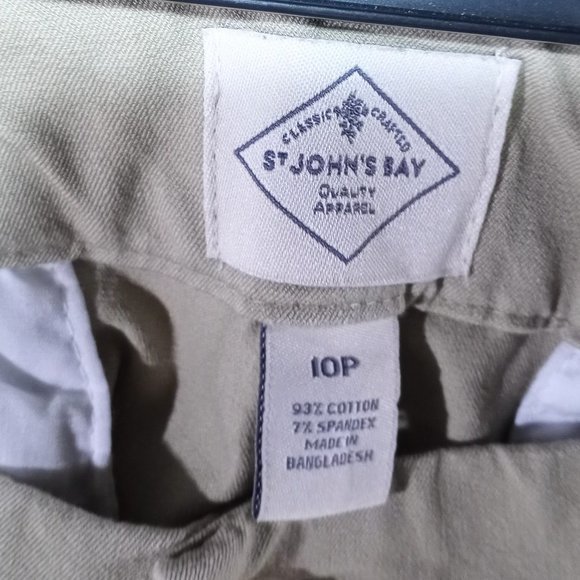 CLASSIC CRAFTED
ST JOHN'S BAY
QUALITY
APPAREL
10P
93% COTTON
7% SPANDEX
MADE IN
BANGLADESH